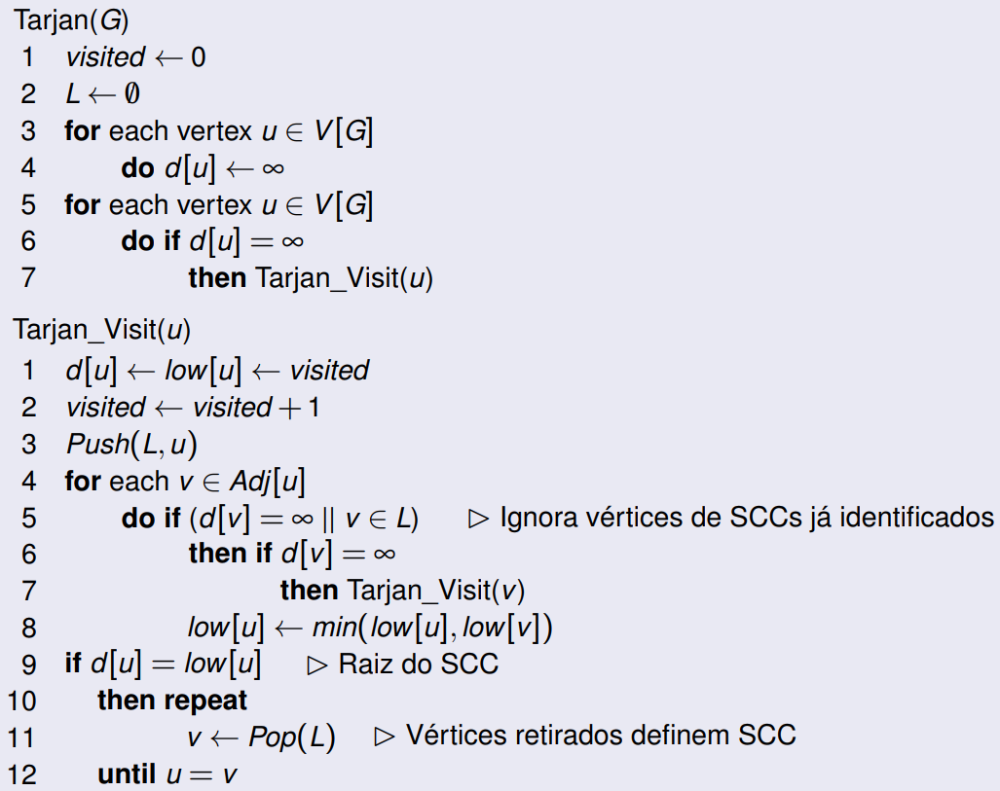 Tarjan(G)
1 visited ← 0
2 L ← ∅
3 for each vertex u ∈ V[G]
4 do d[u] ← ∞
5 for each vertex u ∈ V[G]
6 do if d[u] = ∞
7 then Tarjan_Visit(u)
Tarjan_Visit(u)
1 d[u] ← low[u] ← visited
2 visited ← visited + 1
3 Push(L, u)
4 for each v ∈ Adj[u]
5 do if (d[v] = ∞ || v ∈ L) ▷ Ignora vértices de SCCs já identificados
6 then if d[v] = ∞
7 then Tarjan_Visit(v)
8 low[u] ← min(low[u], low[v])
9 if d[u] = low[u] ▷ Raiz do SCC
10 then repeat
11 v ← Pop(L) ▷ Vértices retirados definem SCC
12 until u = v